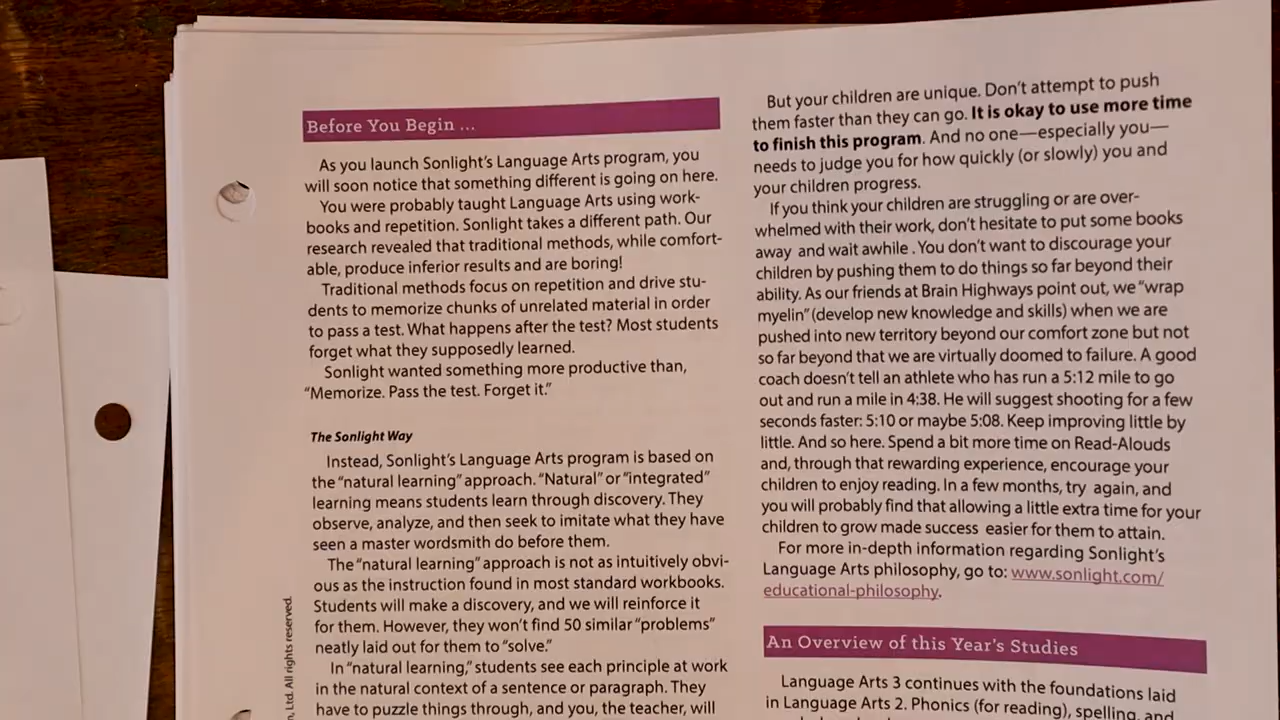 Before You Begin ...
As you launch Sonlight's Language Arts program, you
will soon notice that something different is going on here.
You were probably taught Language Arts using work-
books and repetition. Sonlight takes a different path. Our
research revealed that traditional methods, while comfort-
able, produce inferior results and are boring!
Traditional methods focus on repetition and drive stu-
dents to memorize chunks of unrelated material in order
to pass a test. What happens after the test? Most students
forget what they supposedly learned.
Sonlight wanted something more productive than,
"Memorize. Pass the test. Forget it."
The Sonlight Way
Instead, Sonlight's Language Arts program is based on
the "natural learning" approach. "Natural" or "integrated"
learning means students learn through discovery. They
observe, analyze, and then seek to imitate what they have
seen a master wordsmith do before them.
The "natural learning" approach is not as intuitively obvi-
ous as the instruction found in most standard workbooks.
Students will make a discovery, and we will reinforce it
for them. However, they won't find 50 similar "problems"
neatly laid out for them to "solve."
In "natural learning," students see each principle at work
in the natural context of a sentence or paragraph. They
have to puzzle things through, and you, the teacher, will
But your children are unique. Don't attempt to push
them faster than they can go. It is okay to use more time
to finish this program. And no one—especially you—
needs to judge you for how quickly (or slowly) you and
your children progress.
If you think your children are struggling or are over-
whelmed with their work, don't hesitate to put some books
away and wait awhile . You don't want to discourage your
children by pushing them to do things so far beyond their
ability. As our friends at Brain Highways point out, we "wrap
myelin" (develop new knowledge and skills) when we are
pushed into new territory beyond our comfort zone but not
so far beyond that we are virtually doomed to failure. A good
coach doesn't tell an athlete who has run a 5:12 mile to go
out and run a mile in 4:38. He will suggest shooting for a few
seconds faster: 5:10 or maybe 5:08. Keep improving little by
little. And so here. Spend a bit more time on Read-Alouds
and, through that rewarding experience, encourage your
children to enjoy reading. In a few months, try again, and
you will probably find that allowing a little extra time for your
children to grow made success easier for them to attain.
For more in-depth information regarding Sonlight's
Language Arts philosophy, go to: www.sonlight.com/
educational-philosophy.
An Overview of this Year's Studies
Language Arts 3 continues with the foundations laid
in Language Arts 2. Phonics (for reading), spelling, and
Ltd. All rights reserved.